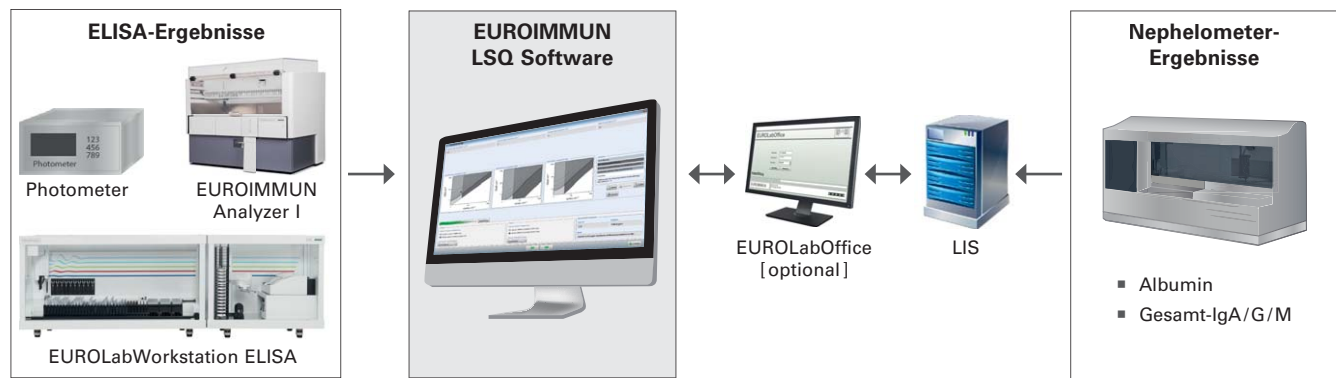 ELISA-Ergebnisse
123
456
789
Photometer
Photometer
EUROIMMUN
Analyzer I
EUROLabWorkstation ELISA
EUROIMMUN
LSQ Software
EUROLabOffice
EUROLabOffice
[optional]
LIS
Nephelometer-
Ergebnisse
▪ Albumin
▪ Gesamt-IgA/G/M